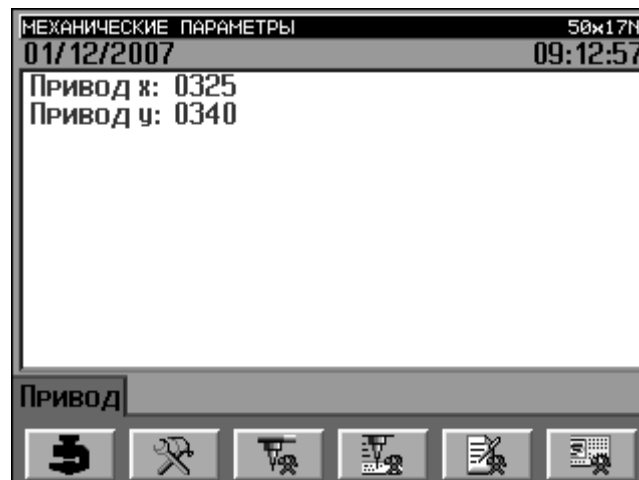 МЕХАНИЧЕСКИЕ ПАРАМЕТРЫ 50x17N
01/12/2007 09:12:57
Привод x: 0325
Привод y: 0340
Привод